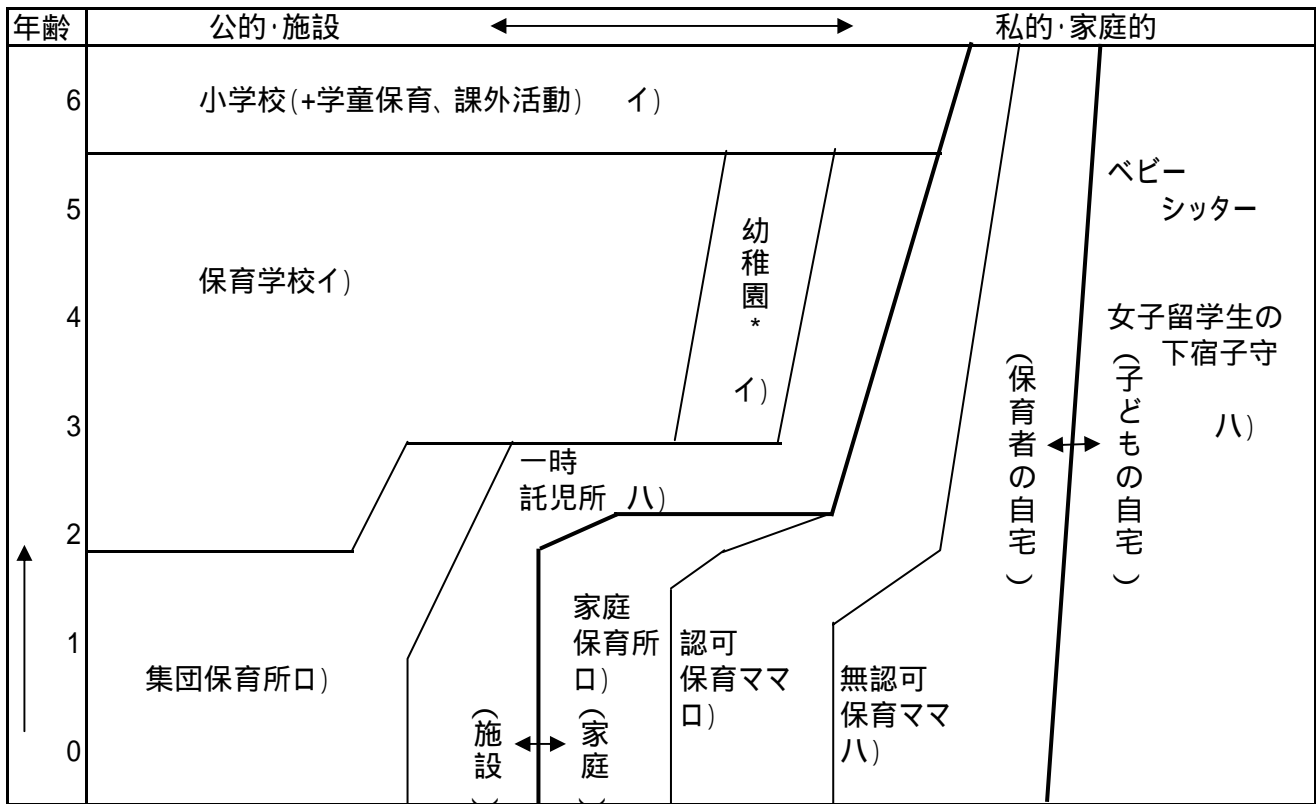 年齢 公的·施設 私的·家庭的
6 小学校(+学童保育、課外活動) イ)
5
4
3
2
1
0
保育学校イ)
幼稚園*
イ)
ベビー
シッター
女子留学生の
下宿子守
ハ)
(保育者の自宅)
(子どもの自宅)
一時
託児所 ハ)
集団保育所ロ)
(施設)
(家庭)
家庭
保育所
ロ)
認可
保育ママ
ロ)
無認可
保育ママ
ハ)